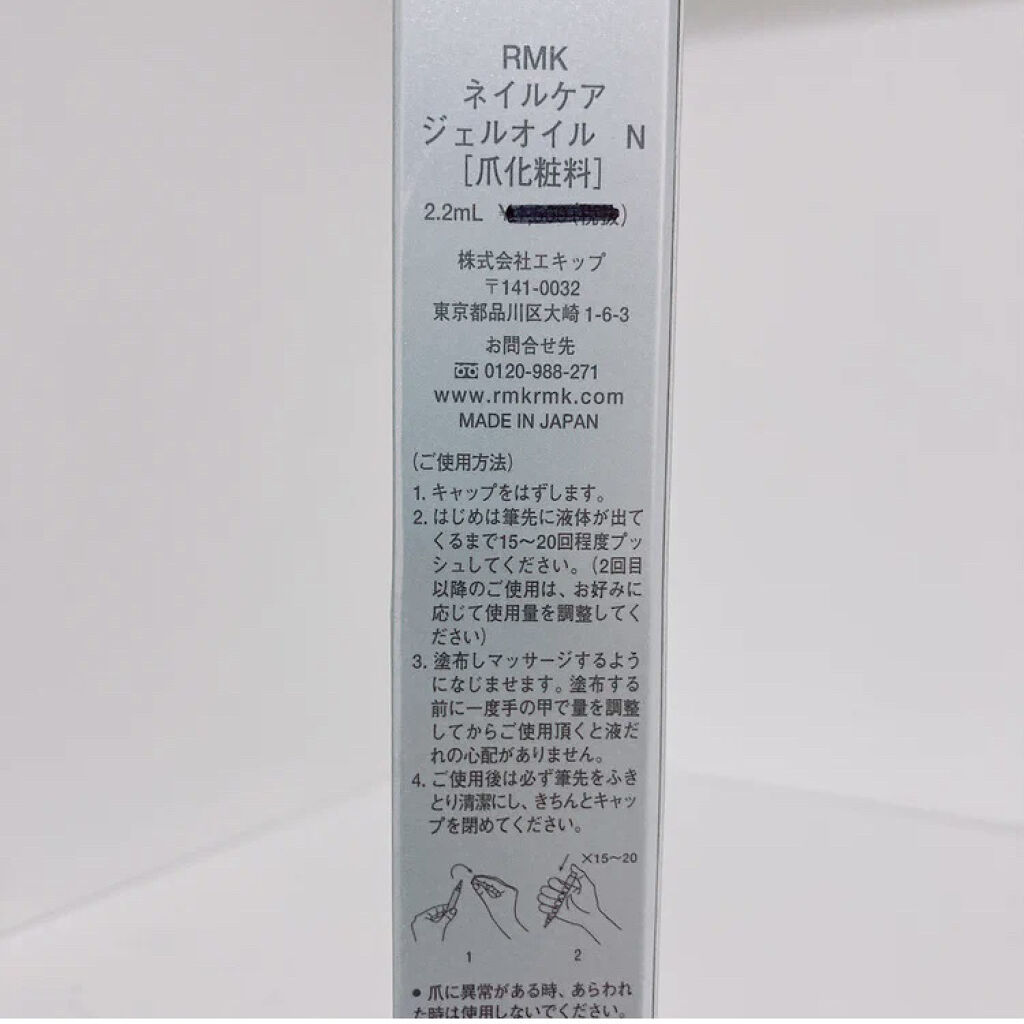 RMK
ネイルケア
ジェルオイル N
[爪化粧料]
2.2mL ¥ (税抜)
株式会社エキップ
〒141-0032
東京都品川区大崎1-6-3
お問合せ先
0120-988-271
www.rmkrmk.com
MADE IN JAPAN
(ご使用方法)
1. キャップをはずします。
2. はじめは筆先に液体が出て
くるまで15〜20回程度プッ
シュしてください。(2回目
以降のご使用は、お好みに
応じて使用量を調整してく
ださい)
3. 塗布しマッサージするよう
になじませます。塗布する
前に一度手の甲で量を調整
してからご使用頂くと液だ
れの心配がありません。
4. ご使用後は必ず筆先をふき
とり清潔にし、きちんとキャッ
プを閉めてください。
×15〜20
1 2
● 爪に異常がある時、あらわれ
た時は使用しないでください。